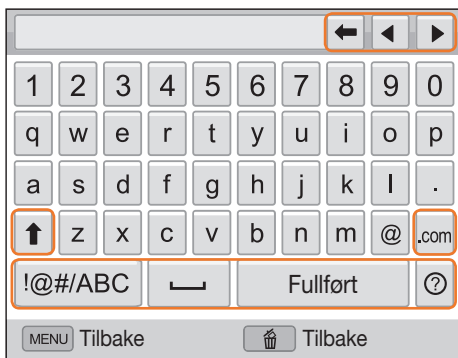 1 2 3 4 5 6 7 8 9 0
q w e r t y u i o p
a s d f g h j k l .
z x c v b n m @ .com
!@#/ABC Fullført ?
MENU Tilbake Tilbake